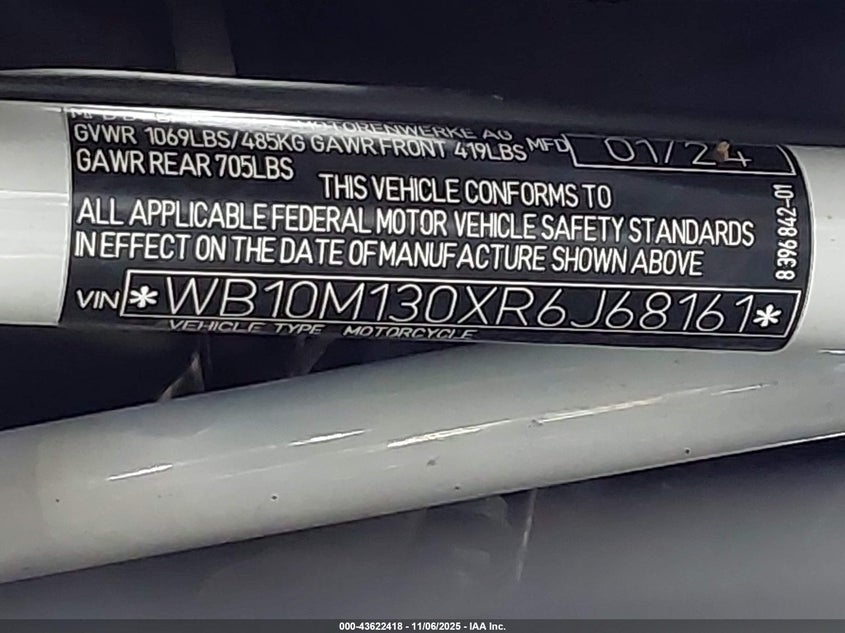 MOTORENWERKE AG
GVWR 1069LBS/485KG GAWR FRONT 419LBS MFD 01/24
GAWR REAR 705LBS
THIS VEHICLE CONFORMS TO
ALL APPLICABLE FEDERAL MOTOR VEHICLE SAFETY STANDARDS
IN EFFECT ON THE DATE OF MANUFACTURE SHOWN ABOVE
VIN *WB10M130XR6J68161*
VEHICLE TYPE MOTORCYCLE
8 396 842-01
000-43622418 - 11/06/2025 - IAA Inc.